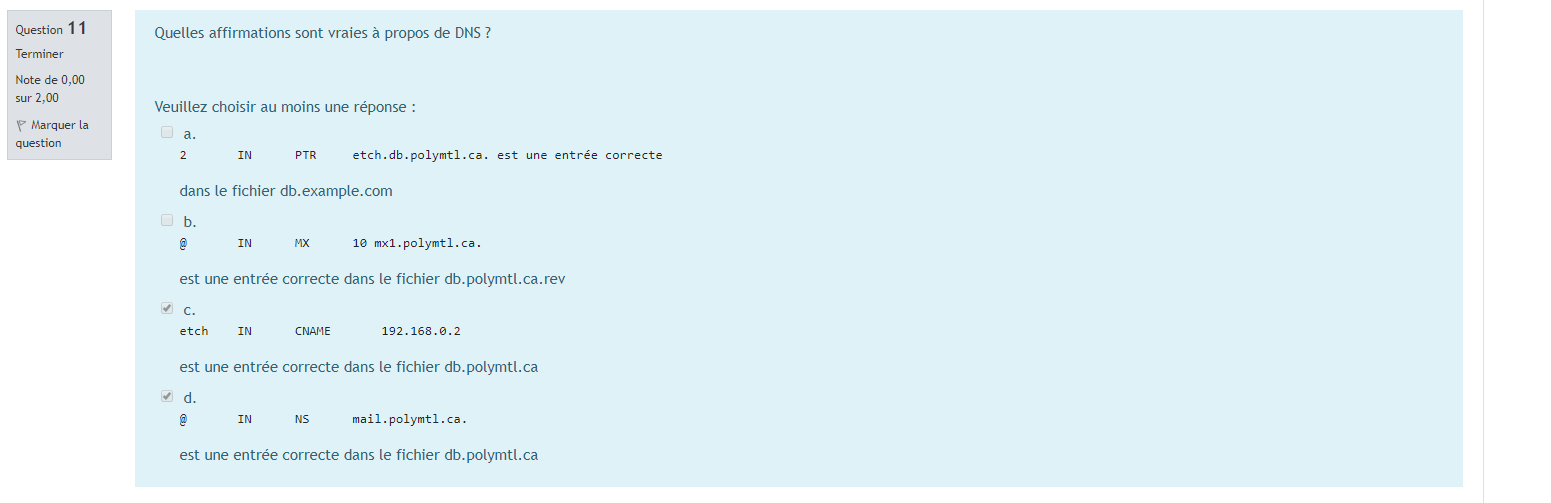 Question 11
Terminer
Note de 0,00
sur 2,00
Marquer la
question
Quelles affirmations sont vraies à propos de DNS ?
Veuillez choisir au moins une réponse :
a.
2 IN PTR etch.db.polymtl.ca. est une entrée correcte
dans le fichier db.example.com
b.
@ IN MX 10 mx1.polymtl.ca.
est une entrée correcte dans le fichier db.polymtl.ca.rev
c.
etch IN CNAME 192.168.0.2
est une entrée correcte dans le fichier db.polymtl.ca
d.
@ IN NS mail.polymtl.ca.
est une entrée correcte dans le fichier db.polymtl.ca